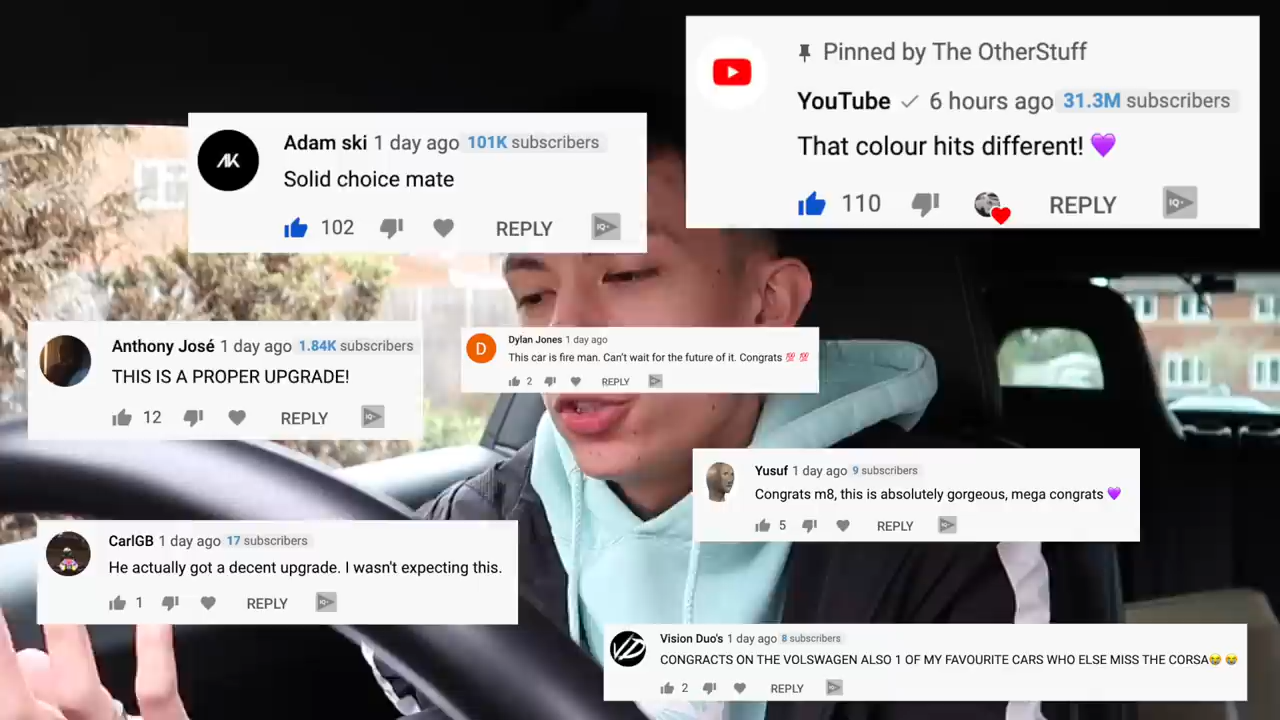 Pinned by The OtherStuff
YouTube 6 hours ago 31.3M subscribers
That colour hits different! 💜
110 REPLY
Adam ski 1 day ago 101K subscribers
Solid choice mate
102 REPLY
Anthony José 1 day ago 1.84K subscribers
THIS IS A PROPER UPGRADE!
12 REPLY
D
Dylan Jones 1 day ago
This car is fire man. Can't wait for the future of it. Congrats 💯 💯
2 REPLY
Yusuf 1 day ago 9 subscribers
Congrats m8, this is absolutely gorgeous, mega congrats 💜
5 REPLY
CarlGB 1 day ago 17 subscribers
He actually got a decent upgrade. I wasn't expecting this.
1 REPLY
Vision Duo's 1 day ago 8 subscribers
CONGRACTS ON THE VOLSWAGEN ALSO 1 OF MY FAVOURITE CARS WHO ELSE MISS THE CORSA😭 😭
2 REPLY